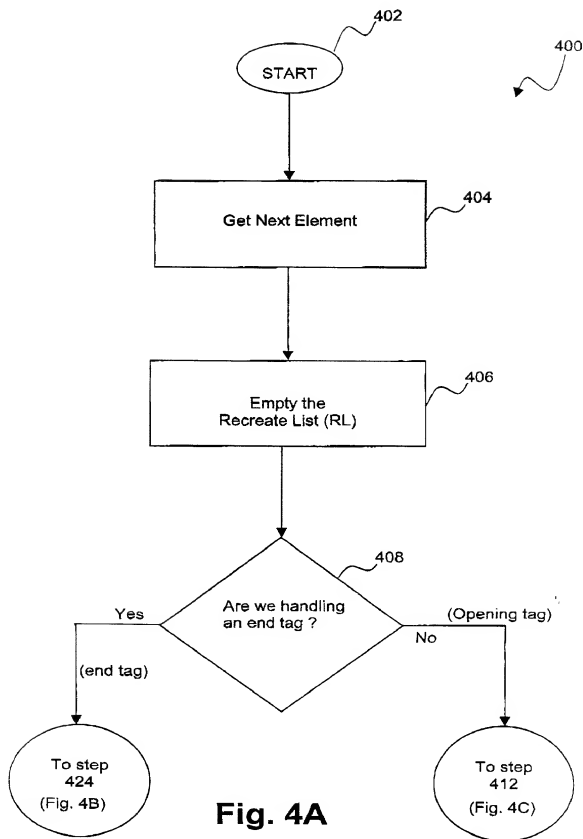 402
START
400
Get Next Element
404
Empty the
Recreate List (RL)
406
408
Are we handling
an end tag ?
Yes
(end tag)
(Opening tag)
No
To step
424
(Fig. 4B)
To step
412
(Fig. 4C)
Fig. 4A